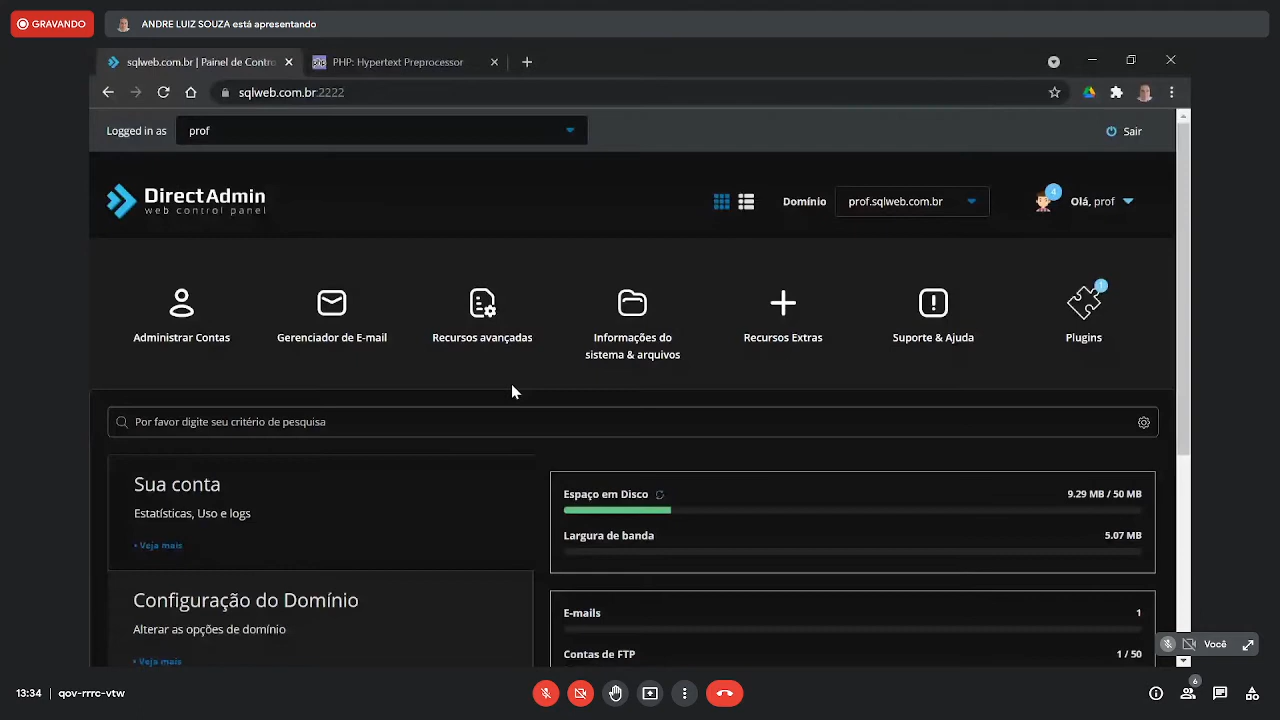 GRAVANDO
ANDRE LUIZ SOUZA está apresentando
sqlweb.com.br | Painel de Contro
php
PHP: Hypertext Preprocessor
sqlweb.com.br:2222
Logged in as
prof
Sair
DirectAdmin
web control panel
Domínio
prof.sqlweb.com.br
4
Olá, prof
1
Administrar Contas
Gerenciador de E-mail
Recursos avançadas
Informações do
sistema & arquivos
Recursos Extras
Suporte & Ajuda
Plugins
Por favor digite seu critério de pesquisa
Sua conta
Estatísticas, Uso e logs
• Veja mais
Espaço em Disco
9.29 MB / 50 MB
Largura de banda
5.07 MB
Configuração do Domínio
Alterar as opções de domínio
• Veja mais
E-mails
1
Contas de FTP
1 / 50
Você
13:34 | qov-rrrc-vtw
6